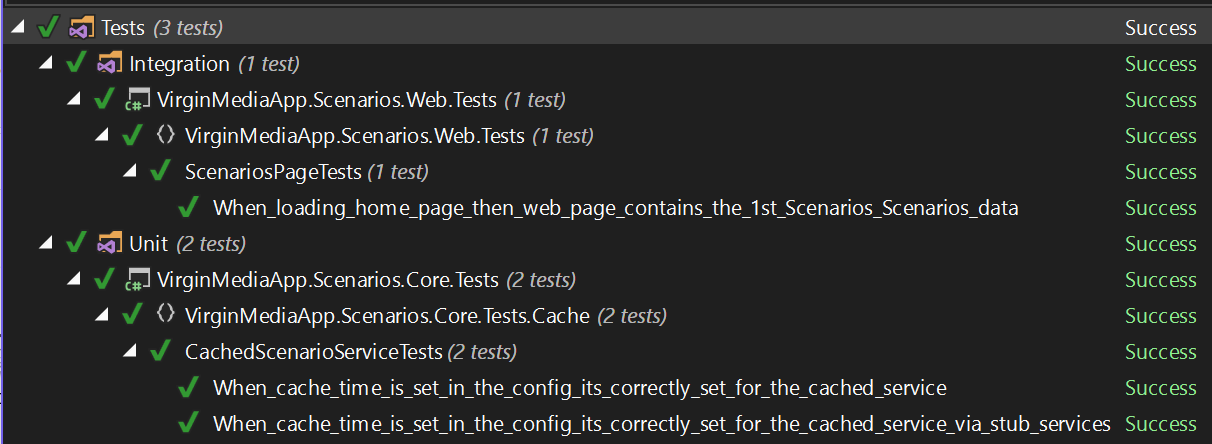 Tests (3 tests) Success
Integration (1 test) Success
C# VirginMediaApp.Scenarios.Web.Tests (1 test) Success
VirginMediaApp.Scenarios.Web.Tests (1 test) Success
ScenariosPageTests (1 test) Success
When_loading_home_page_then_web_page_contains_the_1st_Scenarios_Scenarios_data Success
Unit (2 tests) Success
C# VirginMediaApp.Scenarios.Core.Tests (2 tests) Success
VirginMediaApp.Scenarios.Core.Tests.Cache (2 tests) Success
CachedScenarioServiceTests (2 tests) Success
When_cache_time_is_set_in_the_config_its_correctly_set_for_the_cached_service Success
When_cache_time_is_set_in_the_config_its_correctly_set_for_the_cached_service_via_stub_services Success